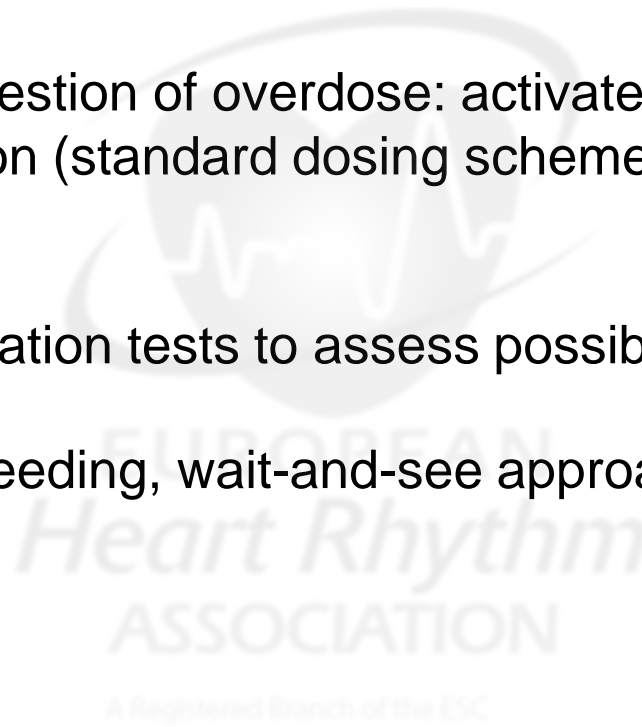 estion of overdose: activate
on (standard dosing scheme
ation tests to assess possib
eeding, wait-and-see approa
EUROPEAN
Heart Rhythm
ASSOCIATION
A Registered Branch of the ESC